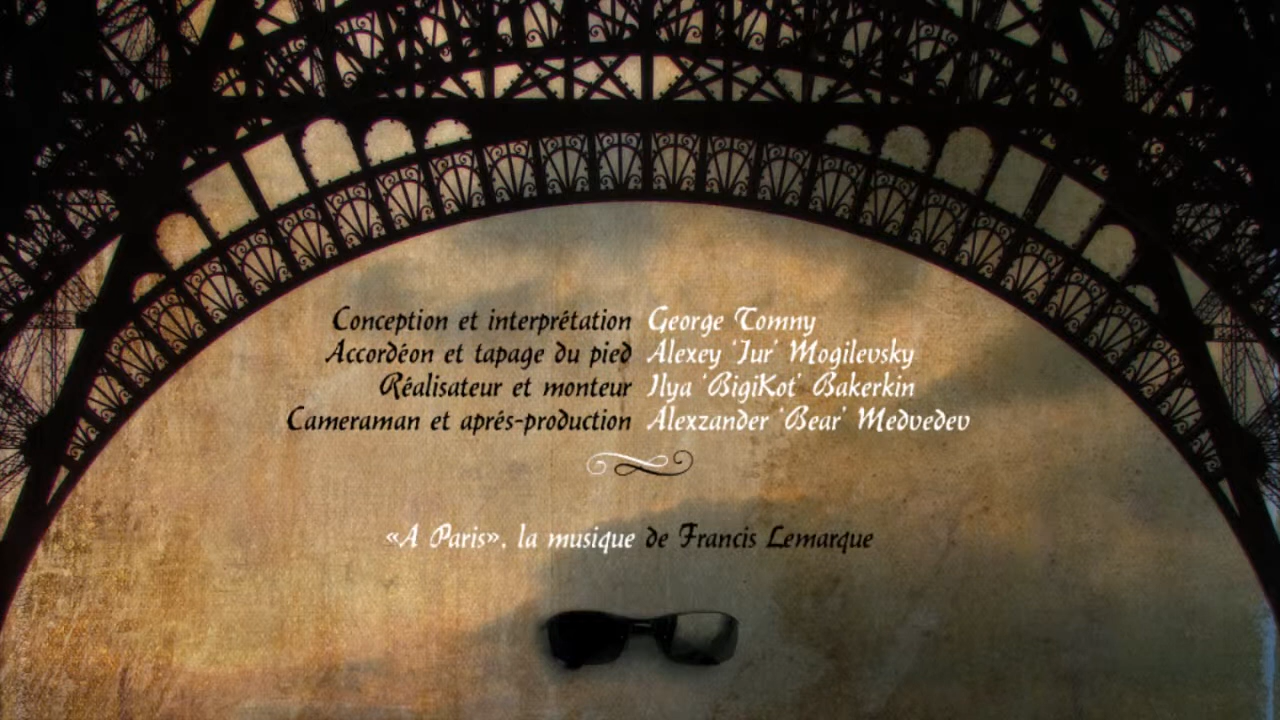 Conception et interprétation George Tomny
Accordéon et tapage du pied Alexey 'Jur' Mogilevsky
Réalisateur et monteur Ilya 'BigiKot' Bakerkin
Cameraman et aprés-production Alexzander 'Bear' Medvedev
«A Paris», la musique de Francis Lemarque